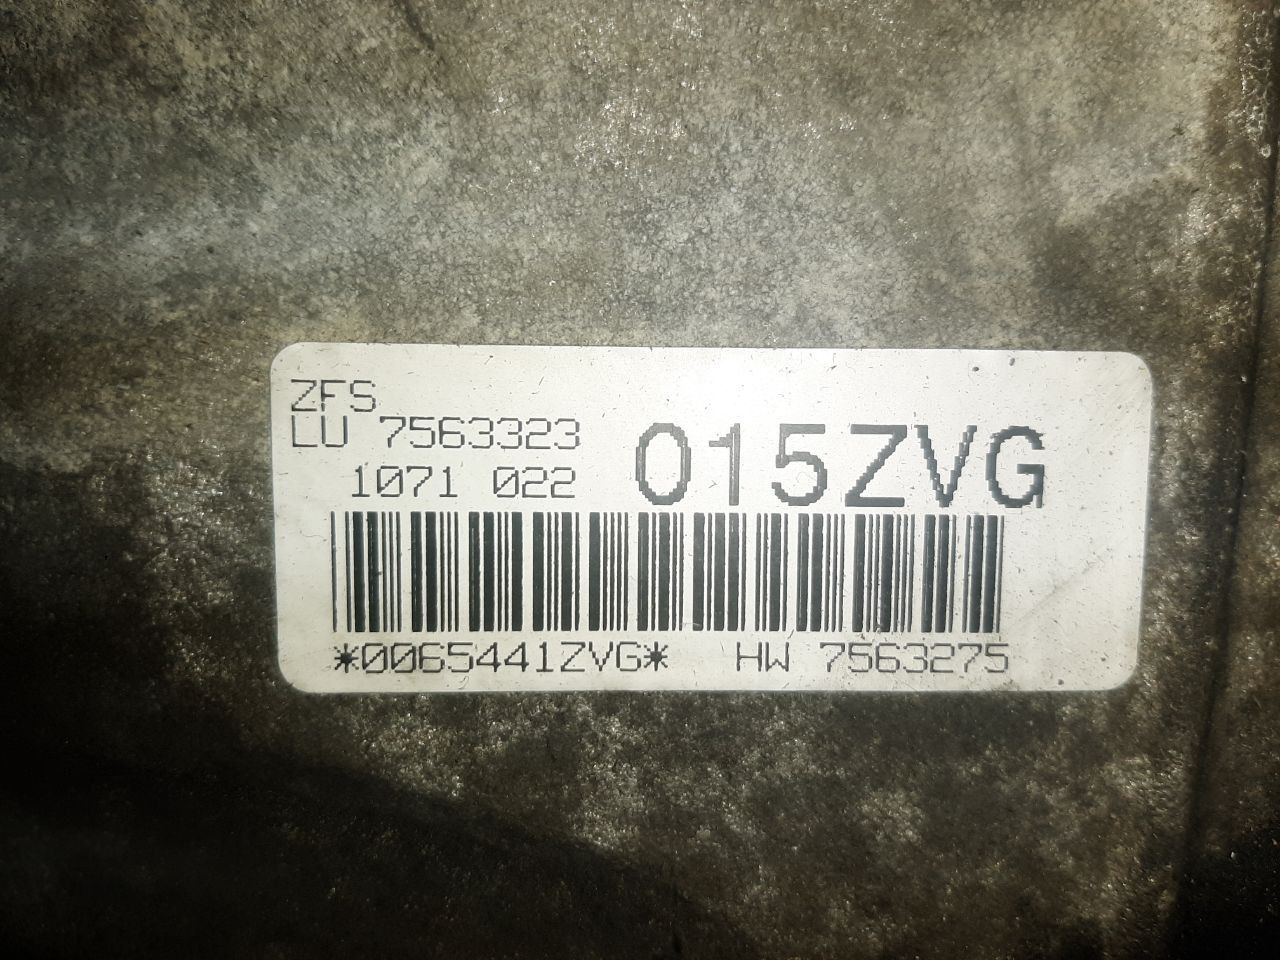 ZFS
LU 7563323
1071 022
015ZVG
*0065441ZVG* HW 7563275